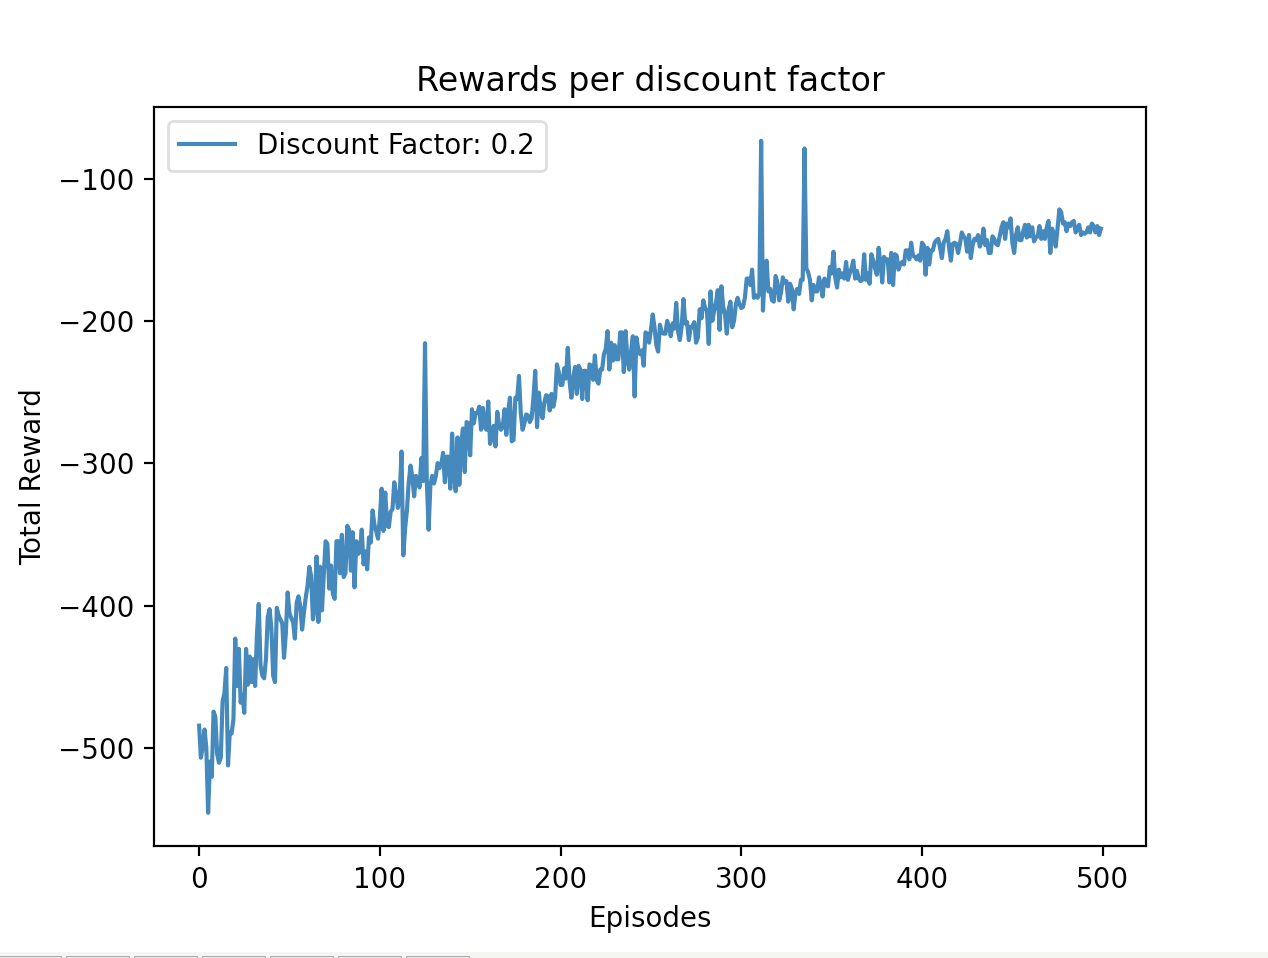 Rewards per discount factor
Discount Factor: 0.2
−100
−200
−300
−400
−500
Total Reward
0 100 200 300 400 500
Episodes